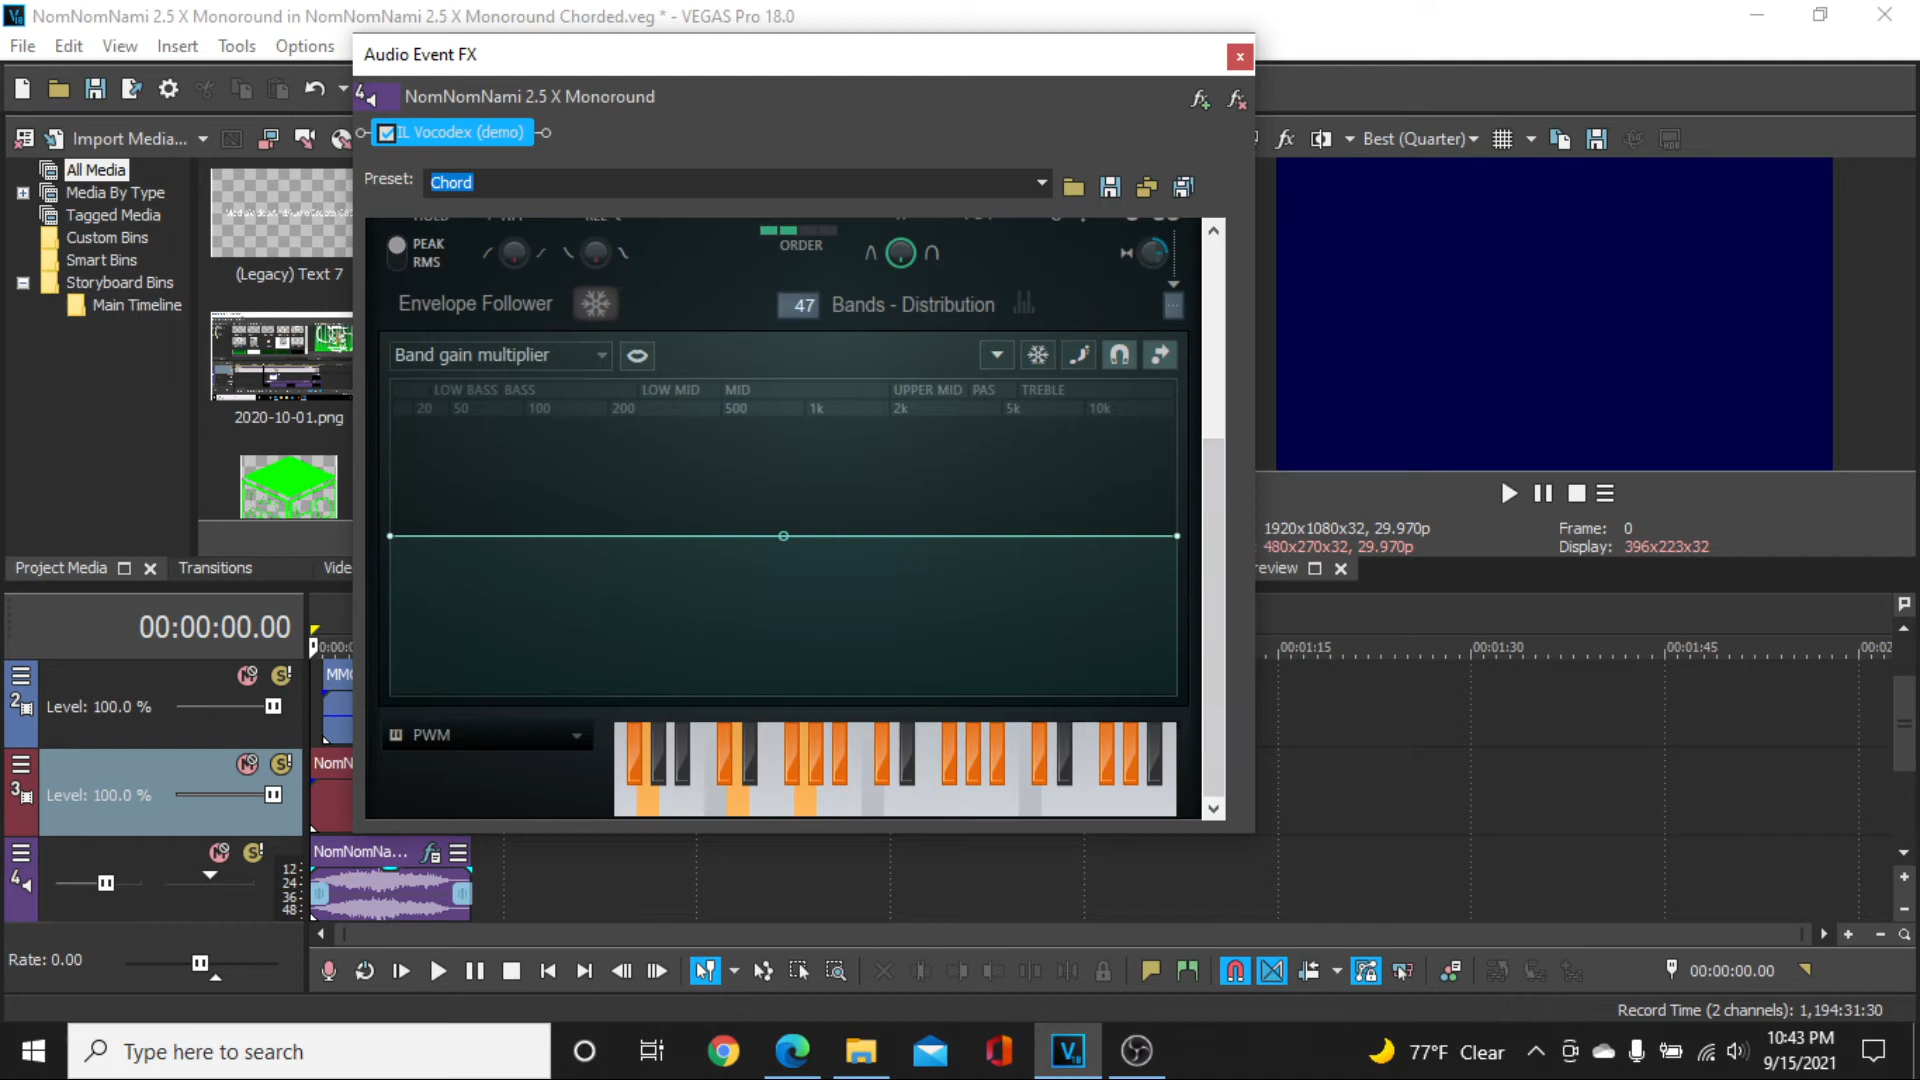 NomNomNami 2.5 X Monoround in NomNomNami 2.5 X Monoround Chorded.veg * - VEGAS Pro 18.0
File Edit View Insert Tools Options
Audio Event FX
4 NomNomNami 2.5 X Monoround
IL Vocodex (demo)
Preset: Chord
Import Media...
All Media
Media By Type
Tagged Media
Custom Bins
Smart Bins
Storyboard Bins
Main Timeline
(Legacy) Text 7
2020-10-01.png
Best (Quarter)
PEAK
RMS
ORDER
Envelope Follower
47 Bands - Distribution
Band gain multiplier
LOW BASS BASS LOW MID MID UPPER MID PAS TREBLE
20 50 100 200 500 1k 2k 5k 10k
PWM
1920x1080x32, 29.970p
480x270x32, 29.970p
Frame: 0
Display: 396x223x32
Project Media Transitions Vide
review
00:00:00.00
00:01:15 00:01:30 00:01:45 00:02
2 Level: 100.0 %
MMC
3 Level: 100.0 %
NomN
4
12
24
36
48
NomNomNa...
Rate: 0.00
00:00:00.00
Record Time (2 channels): 1,194:31:30
Type here to search
77°F Clear
10:43 PM
9/15/2021